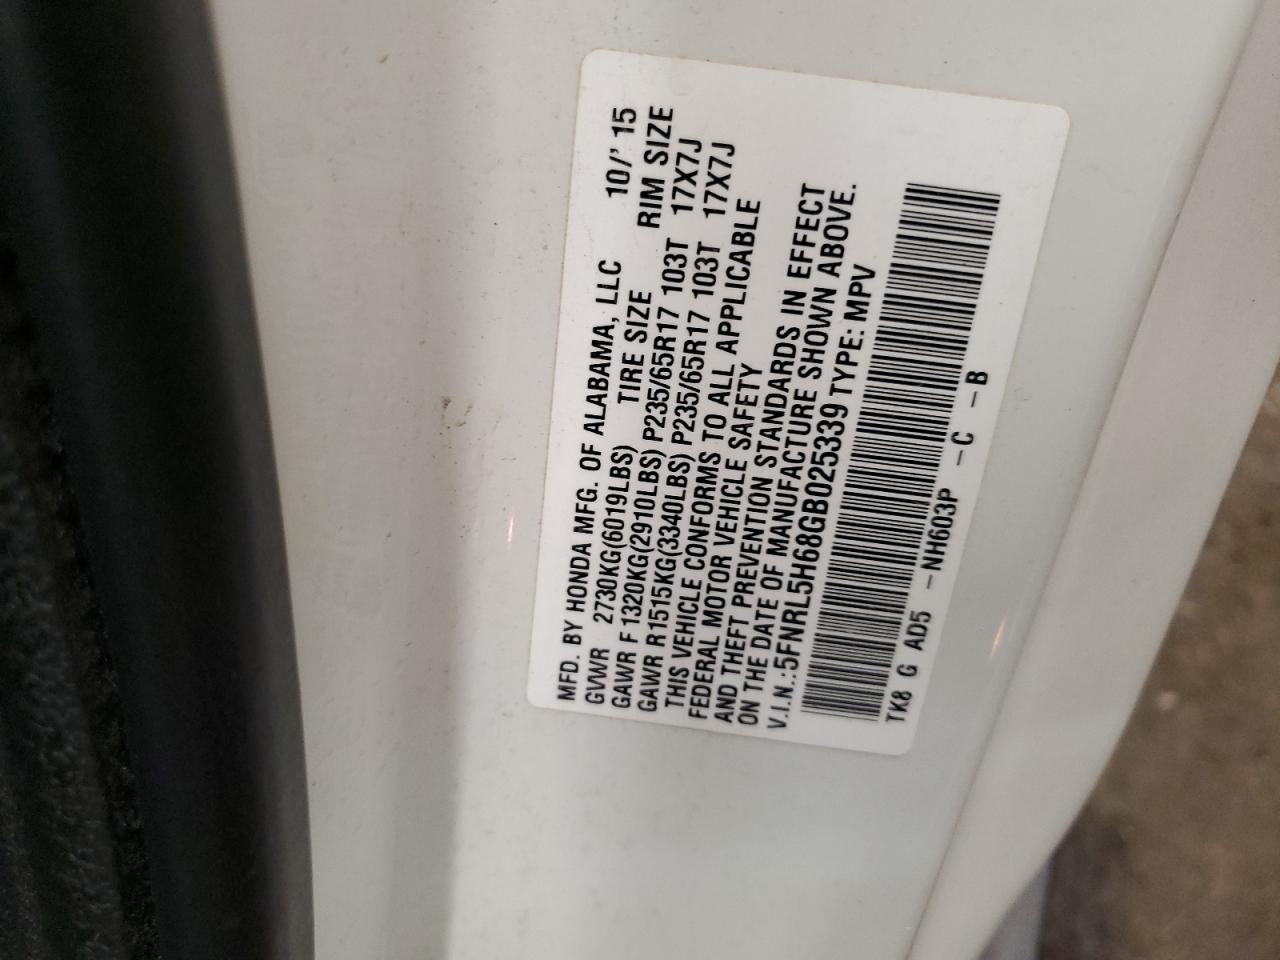 MFD. BY HONDA MFG. OF ALABAMA, LLC 10/' 15
GVWR 2730KG(6019LBS) TIRE SIZE RIM SIZE
GAWR F 1320KG(2910LBS) P235/65R17 103T 17X7J
GAWR R 1515KG(3340LBS) P235/65R17 103T 17X7J
THIS VEHICLE CONFORMS TO ALL APPLICABLE
FEDERAL MOTOR VEHICLE SAFETY
AND THEFT PREVENTION STANDARDS IN EFFECT
ON THE DATE OF MANUFACTURE SHOWN ABOVE.
V.I.N.:5FNRL5H68GB025339 TYPE: MPV
TK8 G AD5 -NH603P -C -B